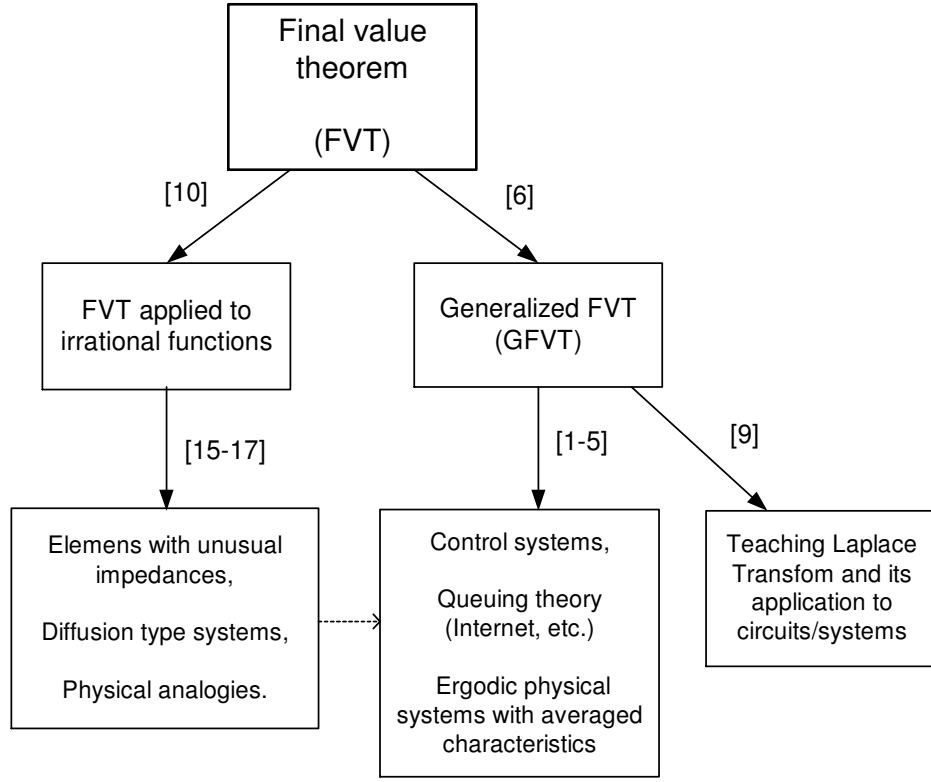 Final value
theorem
(FVT)
[10]
[6]
FVT applied to
irrational functions
Generalized FVT
(GFVT)
[15-17]
[1-5]
[9]
Elemens with unusual
impedances,
Diffusion type systems,
Physical analogies.
Control systems,
Queuing theory
(Internet, etc.)
Ergodic physical
systems with averaged
characteristics
Teaching Laplace
Transfom and its
application to
circuits/systems